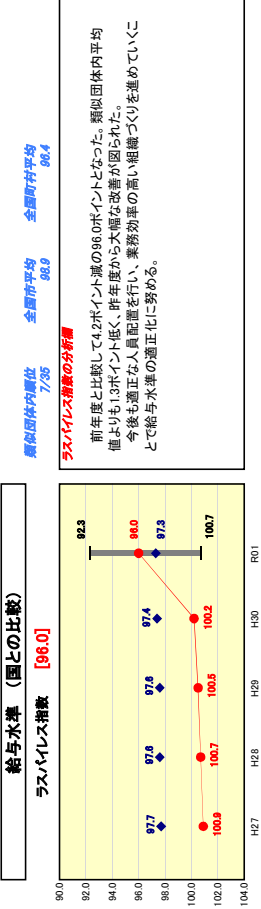 給与水準 （国との比較）
ラスパイレス指数 [96.0]
類似団体内順位 7/35
全国市平均 98.9
全国町村平均 96.4
90.0
92.0
94.0
96.0
98.0
100.0
102.0
104.0
97.7
97.6
97.6
97.4
97.3
100.9
100.7
100.5
100.2
96.0
92.3
100.7
H27
H28
H29
H30
R01
ラスパイレス指数の分析欄
前年度と比較して4.2ポイント減の96.0ポイントとなった。類似団体内平均
値よりも1.3ポイント低く、昨年度から大幅な改善が図られた。
今後も適正な人員配置を行い、業務効率の高い組織づくりを進めていくこ
とで給与水準の適正化に努める。